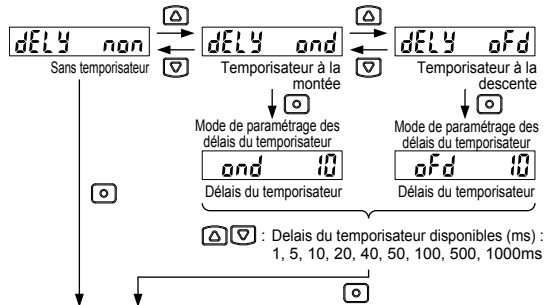 dELY non
dELY ond
dELY oFd
Sans temporisateur
Temporisateur à la
montée
Temporisateur à la
descente
Mode de paramétrage des
délais du temporisateur
Mode de paramétrage des
délais du temporisateur
ond 10
oFd 10
Délais du temporisateur
Délais du temporisateur
: Delais du temporisateur disponibles (ms) :
1, 5, 10, 20, 40, 50, 100, 500, 1000ms